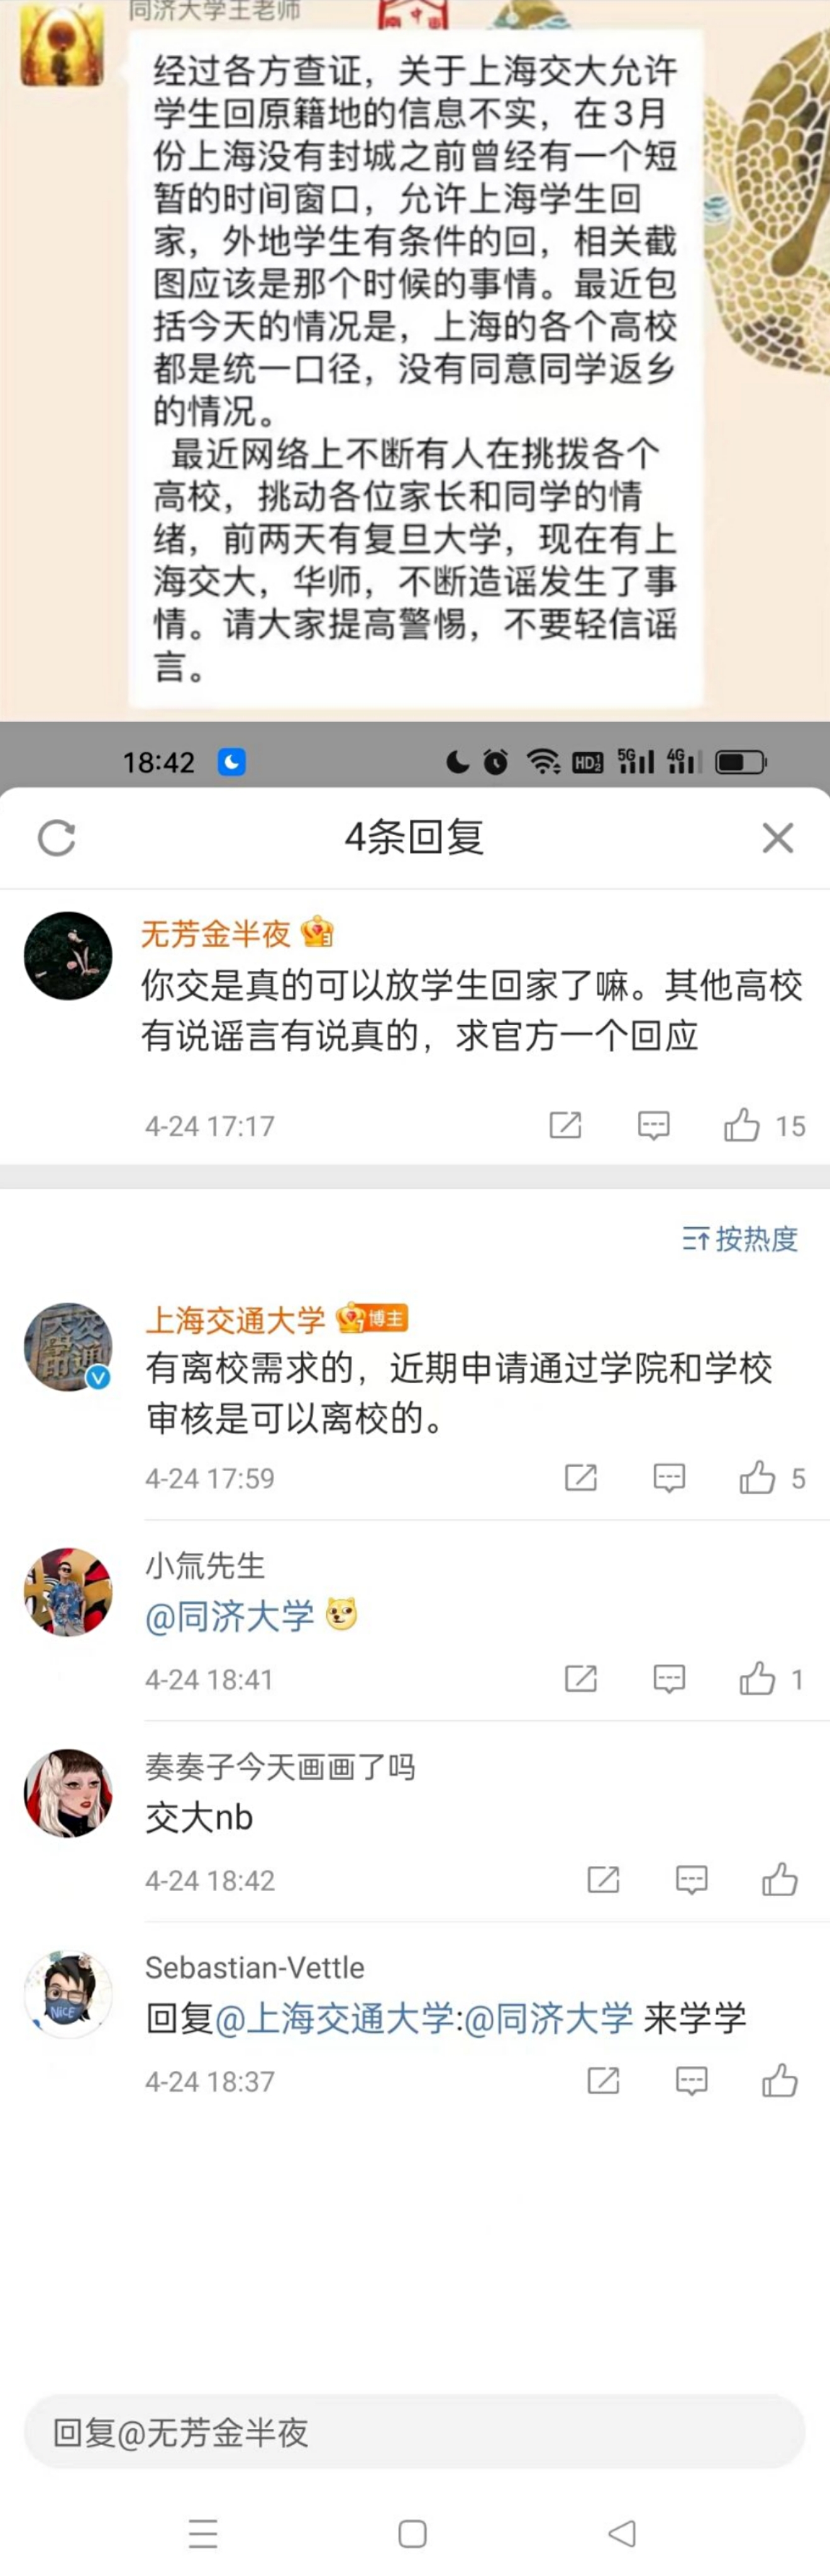 同济大学王老师
经过各方查证，关于上海交大允许
学生回原籍地的信息不实，在3月
份上海没有封城之前曾经有一个短
暂的时间窗口，允许上海学生回
家，外地学生有条件的回，相关截
图应该是那个时候的事情。最近包
括今天的情况是，上海的各个高校
都是统一口径，没有同意同学返乡
的情况。
最近网络上不断有人在挑拨各个
高校，挑动各位家长和同学的情
绪，前两天有复旦大学，现在有上
海交大，华师，不断造谣发生了事
情。请大家提高警惕，不要轻信谣
言。
18:42
HD 1 2 5G 4G
4条回复
无芳金半夜
你交是真的可以放学生回家了嘛。其他高校
有说谣言有说真的，求官方一个回应
4-24 17:17 15
按热度
上海交通大学 博主
有离校需求的，近期申请通过学院和学校
审核是可以离校的。
4-24 17:59 5
小氚先生
@同济大学
4-24 18:41 1
奏奏子今天画画了吗
交大nb
4-24 18:42
Sebastian-Vettle
回复@上海交通大学:@同济大学 来学学
4-24 18:37
NICE
回复@无芳金半夜